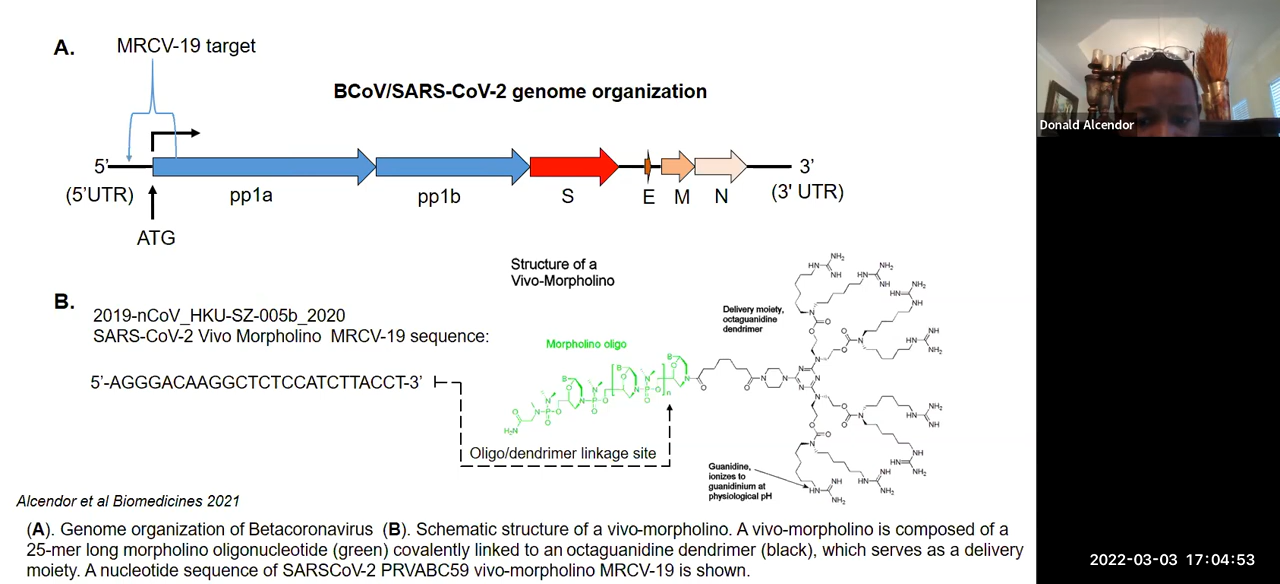 A.
MRCV-19 target
BCoV/SARS-CoV-2 genome organization
5'
3'
(5'UTR)
pp1a
pp1b
S
E
M
N
(3' UTR)
ATG
Structure of a
Vivo-Morpholino
B.
2019-nCoV_HKU-SZ-005b_2020
SARS-CoV-2 Vivo Morpholino MRCV-19 sequence:
Delivery moiety,
octaguanidine
dendrimer
Morpholino oligo
5'-AGGGACAAGGCTCTCCATCTTACCT-3'
Oligo/dendrimer linkage site
Guanidine,
ionizes to
guanidinium at
physiological pH
Alcendor et al Biomedicines 2021
(A). Genome organization of Betacoronavirus (B). Schematic structure of a vivo-morpholino. A vivo-morpholino is composed of a
25-mer long morpholino oligonucleotide (green) covalently linked to an octaguanidine dendrimer (black), which serves as a delivery
moiety. A nucleotide sequence of SARSCoV-2 PRVABC59 vivo-morpholino MRCV-19 is shown.
Donald Alcendor
2022-03-03 17:04:53